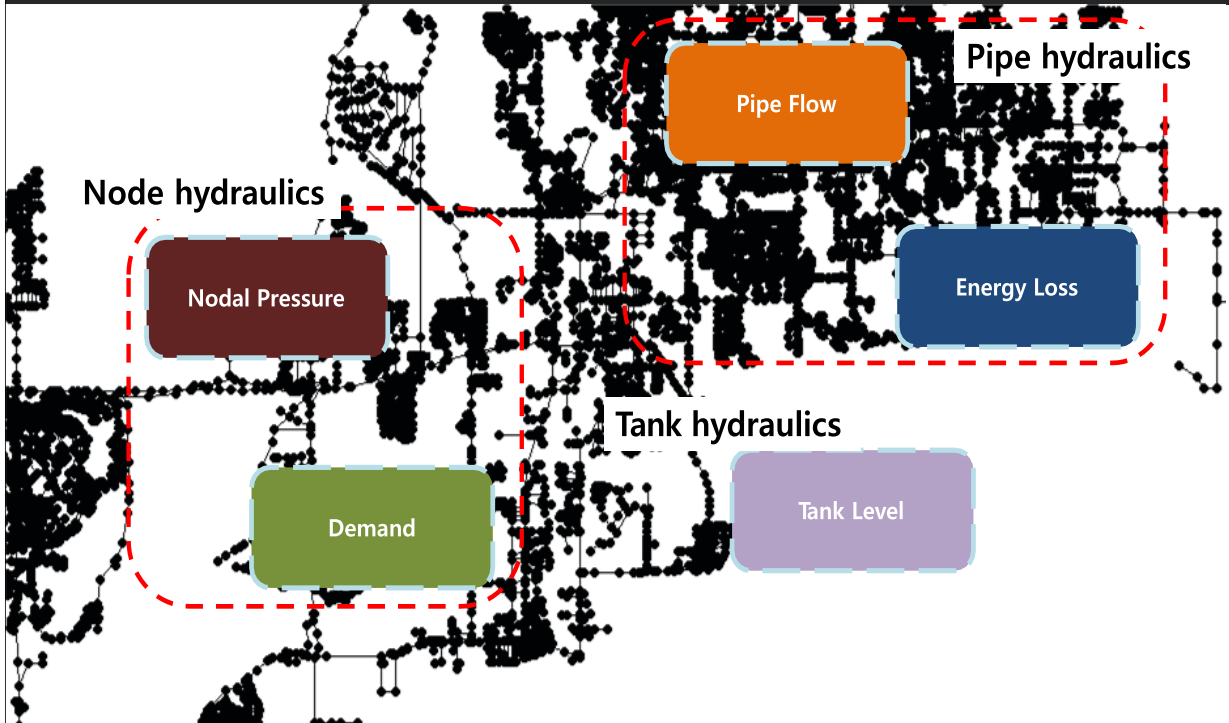 Pipe hydraulics
Pipe Flow
Node hydraulics
Energy Loss
Nodal Pressure
Tank hydraulics
Tank Level
Demand